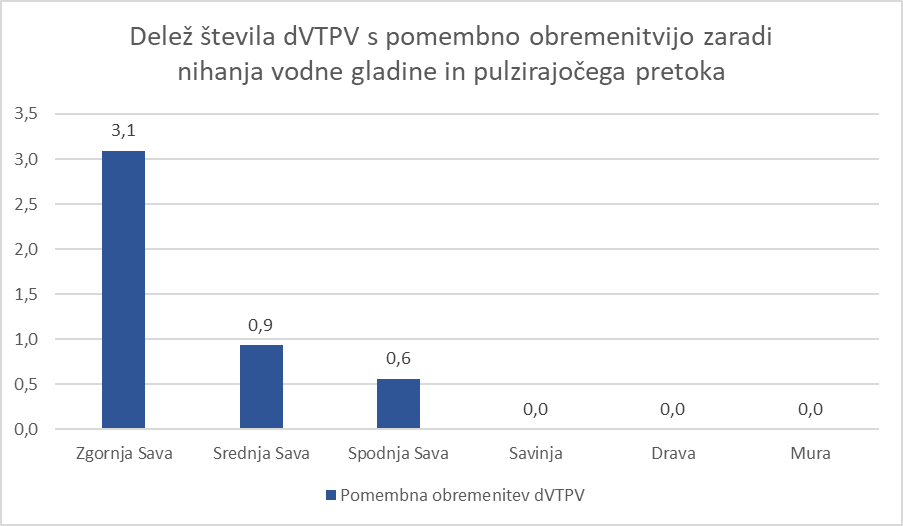 Delež števila dVTPV s pomembno obremenitvijo zaradi
nihanja vodne gladine in pulzirajočega pretoka
3,5
3,0
2,5
2,0
1,5
1,0
0,5
0,0
3,1
0,9
0,6
0,0
0,0
0,0
Zgornja Sava
Srednja Sava
Spodnja Sava
Savinja
Drava
Mura
Pomembna obremenitev dVTPV